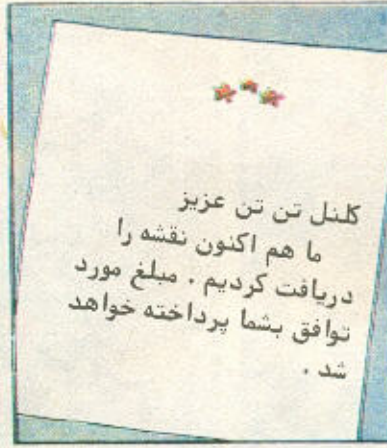 کلنل تن تن عزیز
ما هم اکنون نقشه را
دریافت کردیم . مبلغ مورد
توافق بشما پرداخته خواهد
شد .